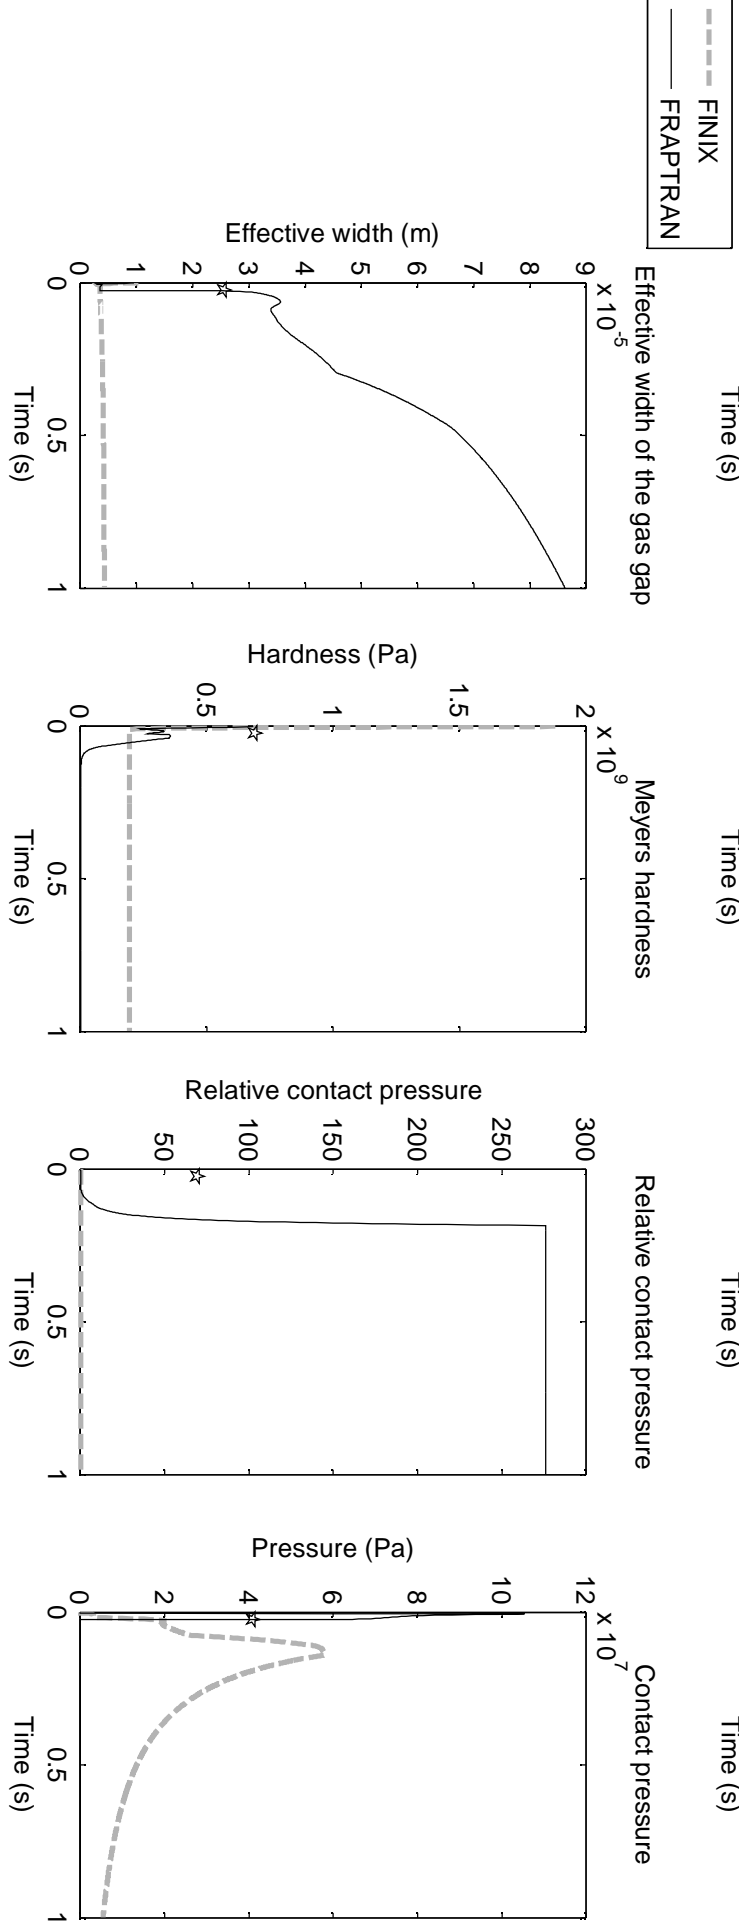 Time (s)
Time (s)
Time (s)
Time (s)
FINIX
FRAPTRAN
Effective width of the gas gap
x 10^-5
Effective width (m)
9
8
7
6
5
4
3
2
1
0
0
0.5
1
Time (s)
Meyers hardness
x 10^9
Hardness (Pa)
2
1.5
1
0.5
0
0
0.5
1
Time (s)
Relative contact pressure
Relative contact pressure
300
250
200
150
100
50
0
0
0.5
1
Time (s)
Contact pressure
x 10^7
Pressure (Pa)
12
10
8
6
4
2
0
0
0.5
1
Time (s)